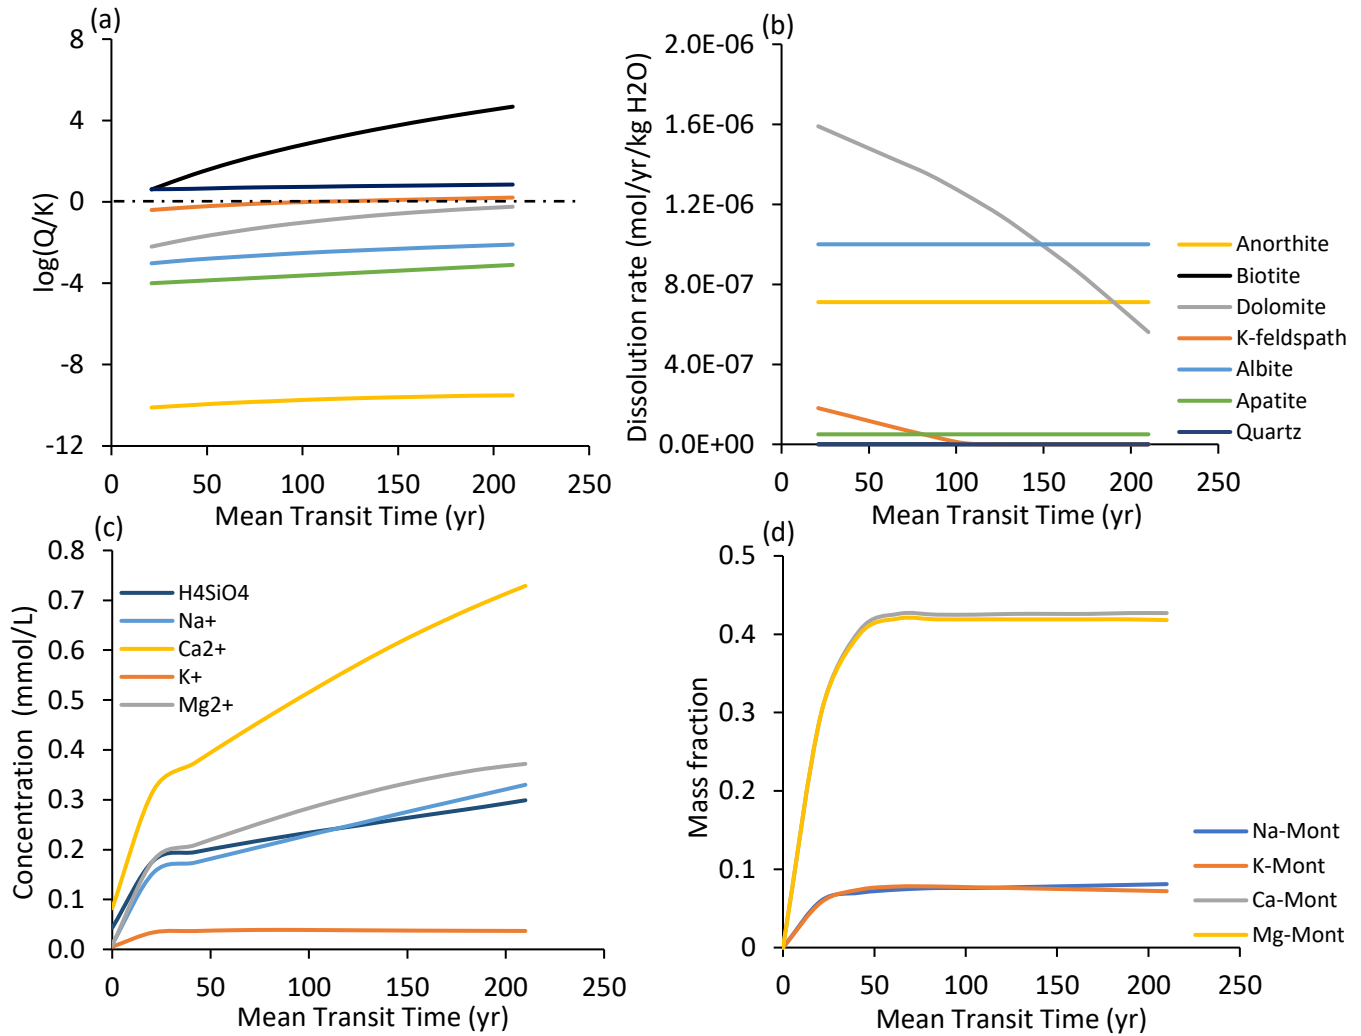 (a)
8
4
0
-4
-8
-12
log(Q/K)
0 50 100 150 200 250
Mean Transit Time (yr)
(b)
2.0E-06
1.6E-06
1.2E-06
8.0E-07
4.0E-07
0.0E+00
Dissolution rate (mol/yr/kg H2O)
Anorthite
Biotite
Dolomite
K-feldspath
Albite
Apatite
Quartz
0 50 100 150 200 250
Mean Transit Time (yr)
(c)
0.8
0.7
0.6
0.5
0.4
0.3
0.2
0.1
0.0
Concentration (mmol/L)
H4SiO4
Na+
Ca2+
K+
Mg2+
0 50 100 150 200 250
Mean Transit Time (yr)
(d)
0.5
0.4
0.3
0.2
0.1
0
Mass fraction
Na-Mont
K-Mont
Ca-Mont
Mg-Mont
0 50 100 150 200 250
Mean Transit Time (yr)